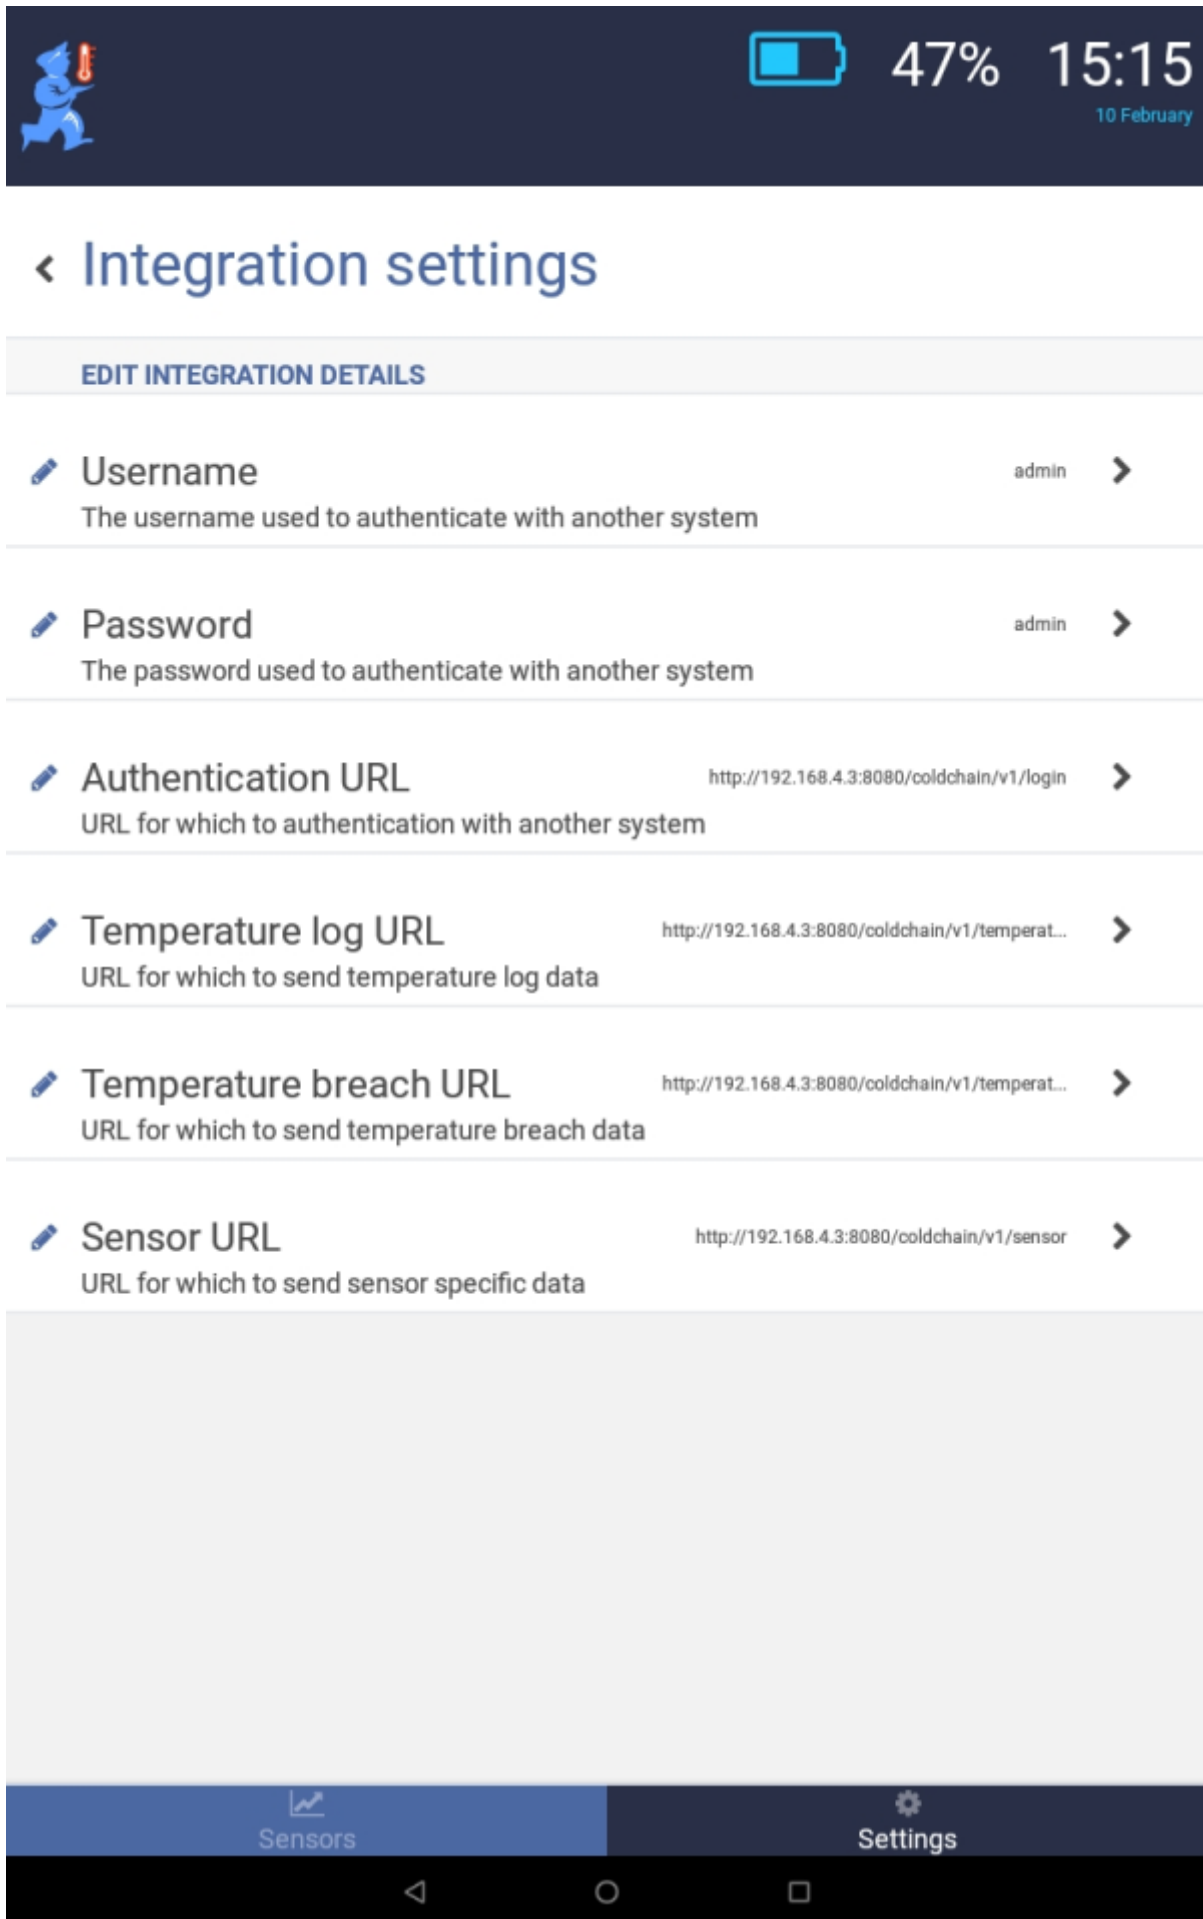 47% 15:15
10 February
Integration settings
EDIT INTEGRATION DETAILS
Username admin
The username used to authenticate with another system
Password admin
The password used to authenticate with another system
Authentication URL http://192.168.4.3:8080/coldchain/v1/login
URL for which to authentication with another system
Temperature log URL http://192.168.4.3:8080/coldchain/v1/temperat...
URL for which to send temperature log data
Temperature breach URL http://192.168.4.3:8080/coldchain/v1/temperat...
URL for which to send temperature breach data
Sensor URL http://192.168.4.3:8080/coldchain/v1/sensor
URL for which to send sensor specific data
Sensors Settings